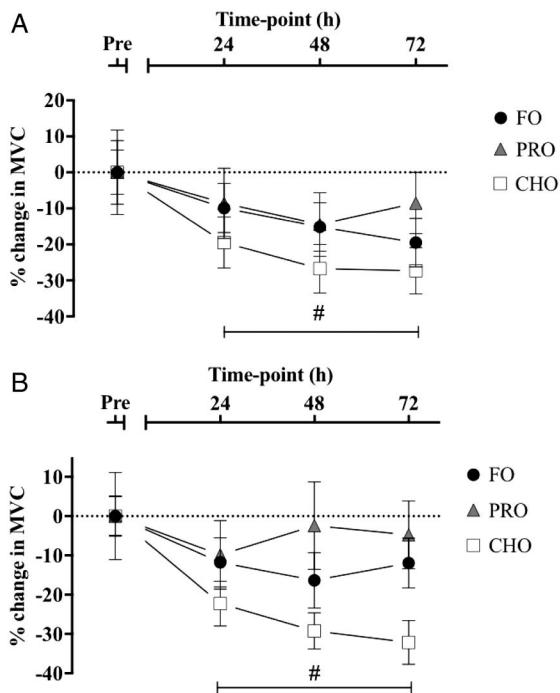 A
Time-point (h)
Pre 24 48 72
% change in MVC
20
10
0
-10
-20
-30
-40
FO
PRO
CHO
#
B
Time-point (h)
Pre 24 48 72
% change in MVC
10
0
-10
-20
-30
-40
FO
PRO
CHO
#